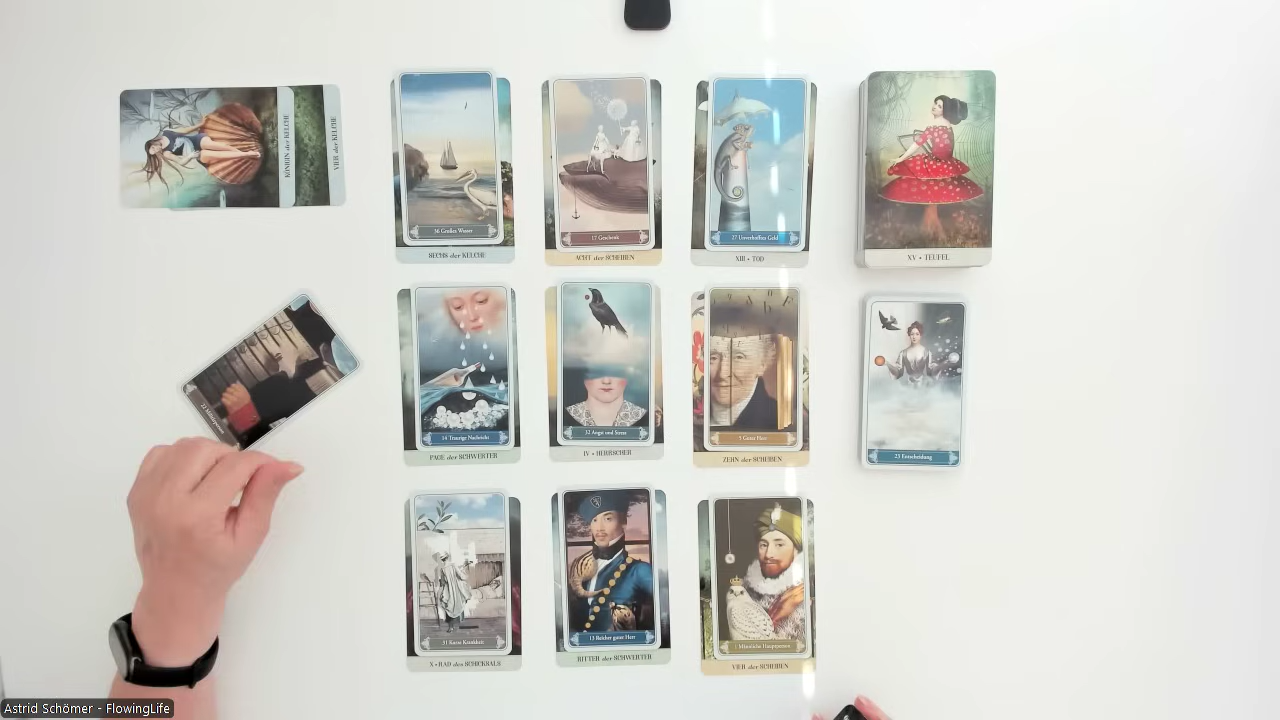 KÖNIGIN der KELCHE
VIER der KELCHE
36 Großes Wasser
SECHS der KELCHE
17 Geschenk
ACHT der SCHEIBEN
27 Unverhofftes Geld
XIII • TOD
XV • TEUFEL
14 Traurige Nachricht
PAGE der SCHWERTER
32 Angst und Stress
IV • HERRSCHER
5 Guter Herr
ZEHN der SCHEIBEN
23 Entscheidung
31 Kurze Krankheit
X • RAD des SCHICKSALS
13 Reicher guter Herr
RITTER der SCHWERTER
1 Männliche Hauptperson
VIER der SCHEIBEN
Astrid Schömer - FlowingLife